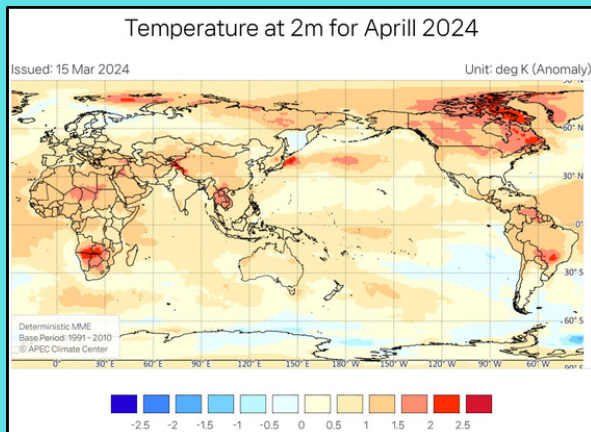 Temperature at 2m for Aprill 2024
Issued: 15 Mar 2024
Unit: deg K (Anomaly)
60°N
30°N
0°
30°S
60°S
Deterministic MME
Base Period: 1991-2010
© APEC Climate Center
0° 30°E 60°E 90°E 120°E 150°E 180° 150°W 120°W 90°W 60°W
-2.5 -2 -1.5 -1 -0.5 0 0.5 1 1.5 2 2.5